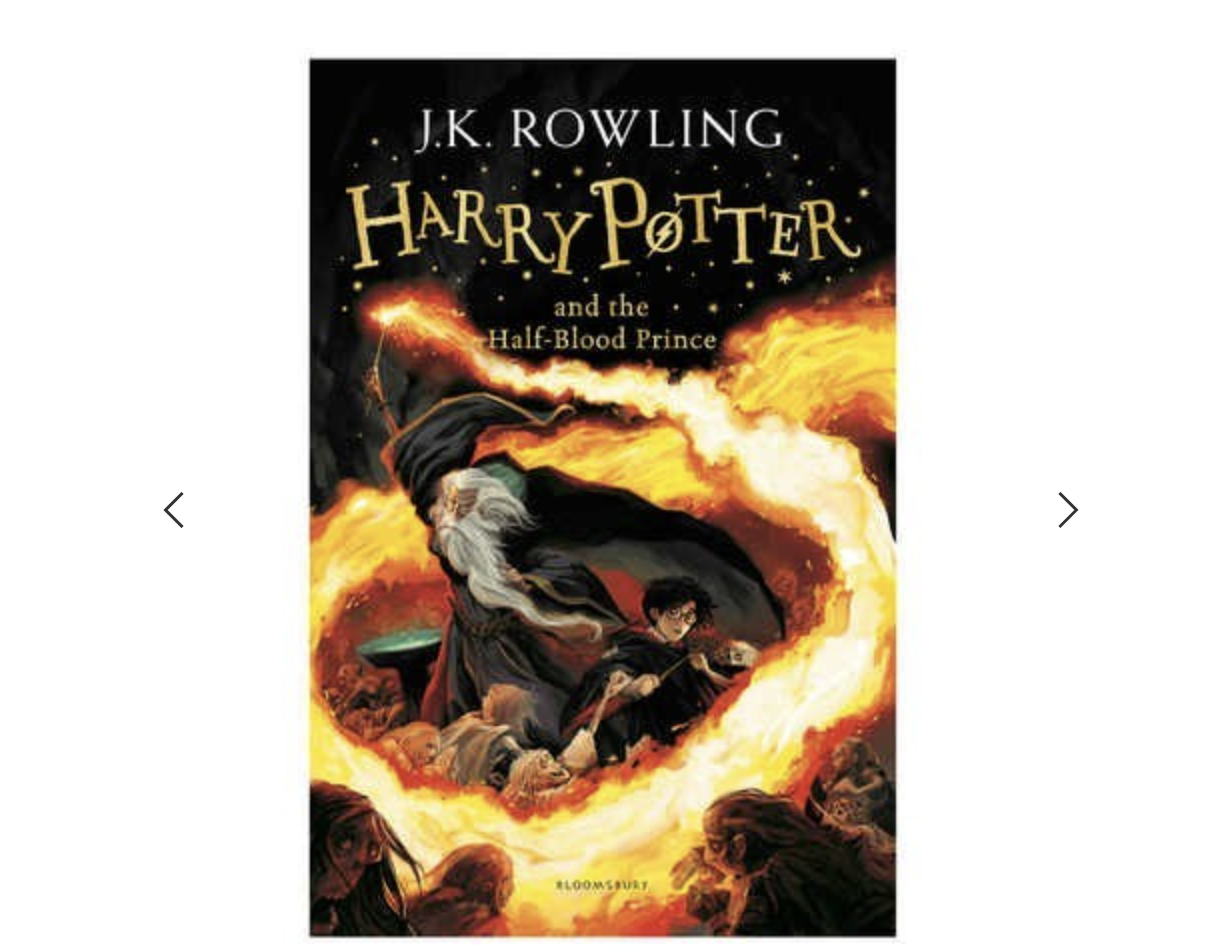 J.K. ROWLING
HARRY POTTER
and the
Half-Blood Prince
BLOOMSBURY